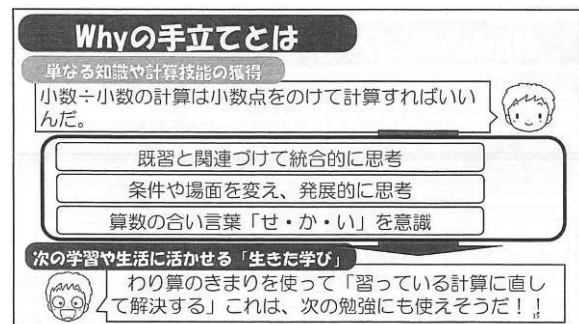 Whyの手立てとは
単なる知識や計算技能の獲得
小数÷小数の計算は小数点をのけて計算すればいい
んだ。
既習と関連づけて統合的に思考
条件や場面を変え、発展的に思考
算数の合い言葉「せ・か・い」を意識
次の学習や生活に活かせる「生きた学び」
わり算のきまりを使って「習っている計算に直し
て解決する」これは、次の勉強にも使えそうだ！！